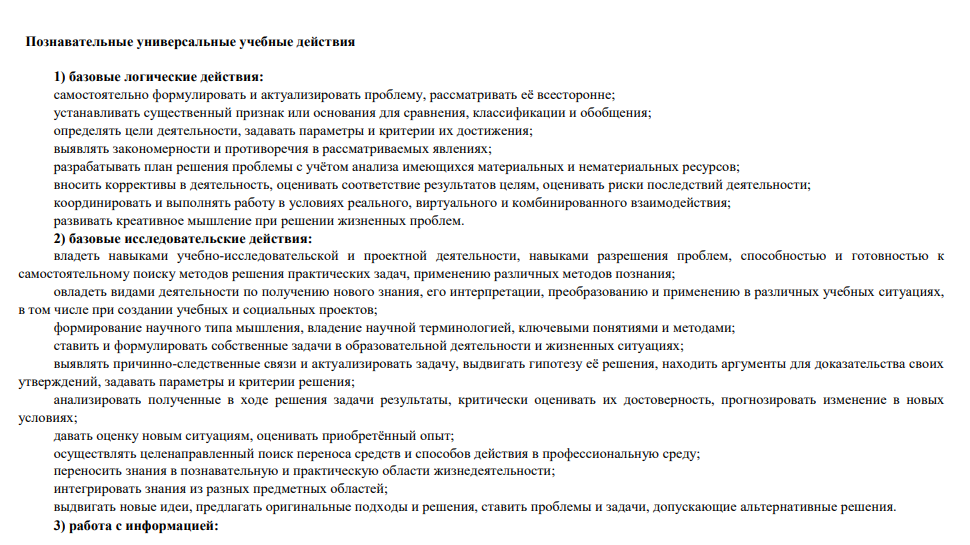 Познавательные универсальные учебные действия
1) базовые логические действия:
самостоятельно формулировать и актуализировать проблему, рассматривать её всесторонне;
устанавливать существенный признак или основания для сравнения, классификации и обобщения;
определять цели деятельности, задавать параметры и критерии их достижения;
выявлять закономерности и противоречия в рассматриваемых явлениях;
разрабатывать план решения проблемы с учётом анализа имеющихся материальных и нематериальных ресурсов;
вносить коррективы в деятельность, оценивать соответствие результатов целям, оценивать риски последствий деятельности;
координировать и выполнять работу в условиях реального, виртуального и комбинированного взаимодействия;
развивать креативное мышление при решении жизненных проблем.
2) базовые исследовательские действия:
владеть навыками учебно-исследовательской и проектной деятельности, навыками разрешения проблем, способностью и готовностью к
самостоятельному поиску методов решения практических задач, применению различных методов познания;
овладеть видами деятельности по получению нового знания, его интерпретации, преобразованию и применению в различных учебных ситуациях,
в том числе при создании учебных и социальных проектов;
формирование научного типа мышления, владение научной терминологией, ключевыми понятиями и методами;
ставить и формулировать собственные задачи в образовательной деятельности и жизненных ситуациях;
выявлять причинно-следственные связи и актуализировать задачу, выдвигать гипотезу её решения, находить аргументы для доказательства своих
утверждений, задавать параметры и критерии решения;
анализировать полученные в ходе решения задачи результаты, критически оценивать их достоверность, прогнозировать изменение в новых
условиях;
давать оценку новым ситуациям, оценивать приобретённый опыт;
осуществлять целенаправленный поиск переноса средств и способов действия в профессиональную среду;
переносить знания в познавательную и практическую области жизнедеятельности;
интегрировать знания из разных предметных областей;
выдвигать новые идеи, предлагать оригинальные подходы и решения, ставить проблемы и задачи, допускающие альтернативные решения.
3) работа с информацией: